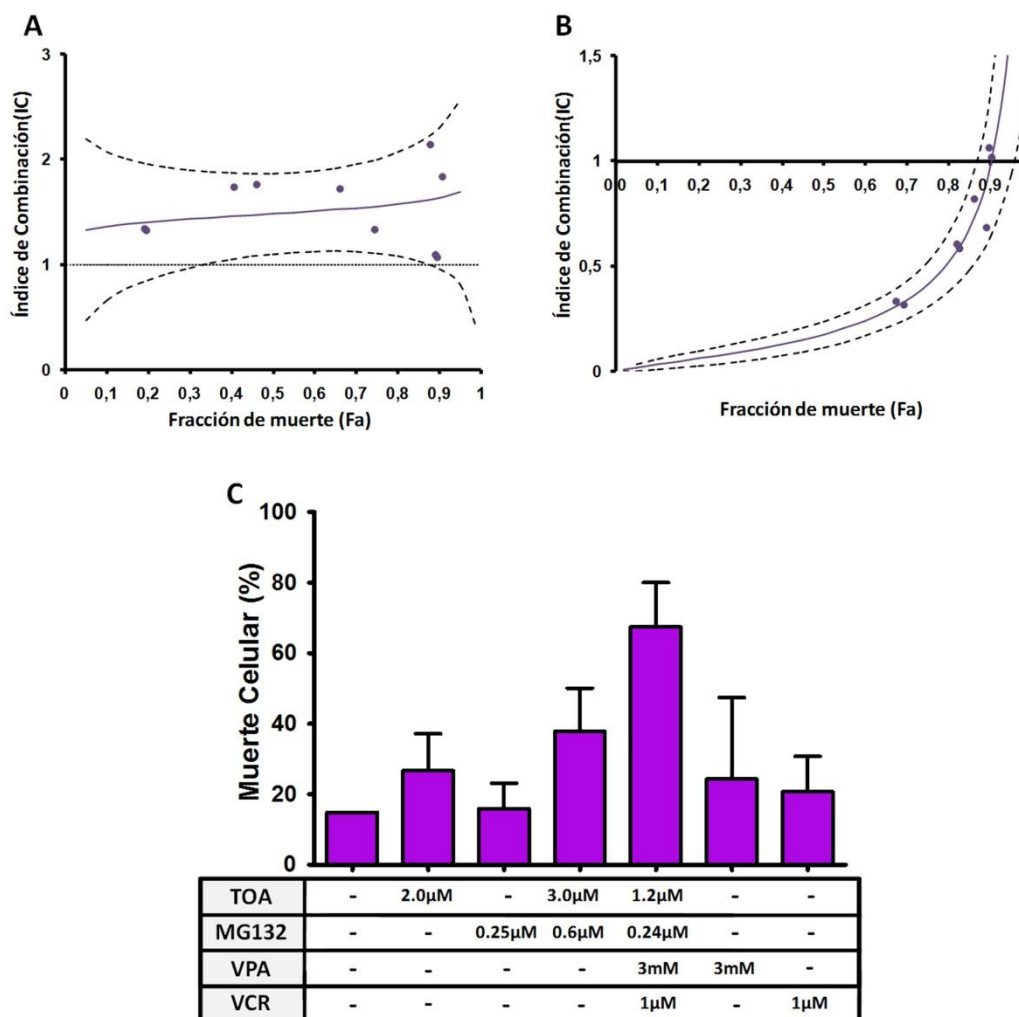 A
Índice de Combinación(IC)
3
2
1
0
0 0,1 0,2 0,3 0,4 0,5 0,6 0,7 0,8 0,9 1
Fracción de muerte (Fa)
B
Índice de Combinación(IC)
1,5
1
0,5
0
0,0 0,1 0,2 0,3 0,4 0,5 0,6 0,7 0,8 0,9
Fracción de muerte (Fa)
C
Muerte Celular (%)
100
80
60
40
20
0
TOA - 2.0µM - 3.0µM 1.2µM - -
MG132 - - 0.25µM 0.6µM 0.24µM - -
VPA - - - - 3mM 3mM -
VCR - - - - 1µM - 1µM